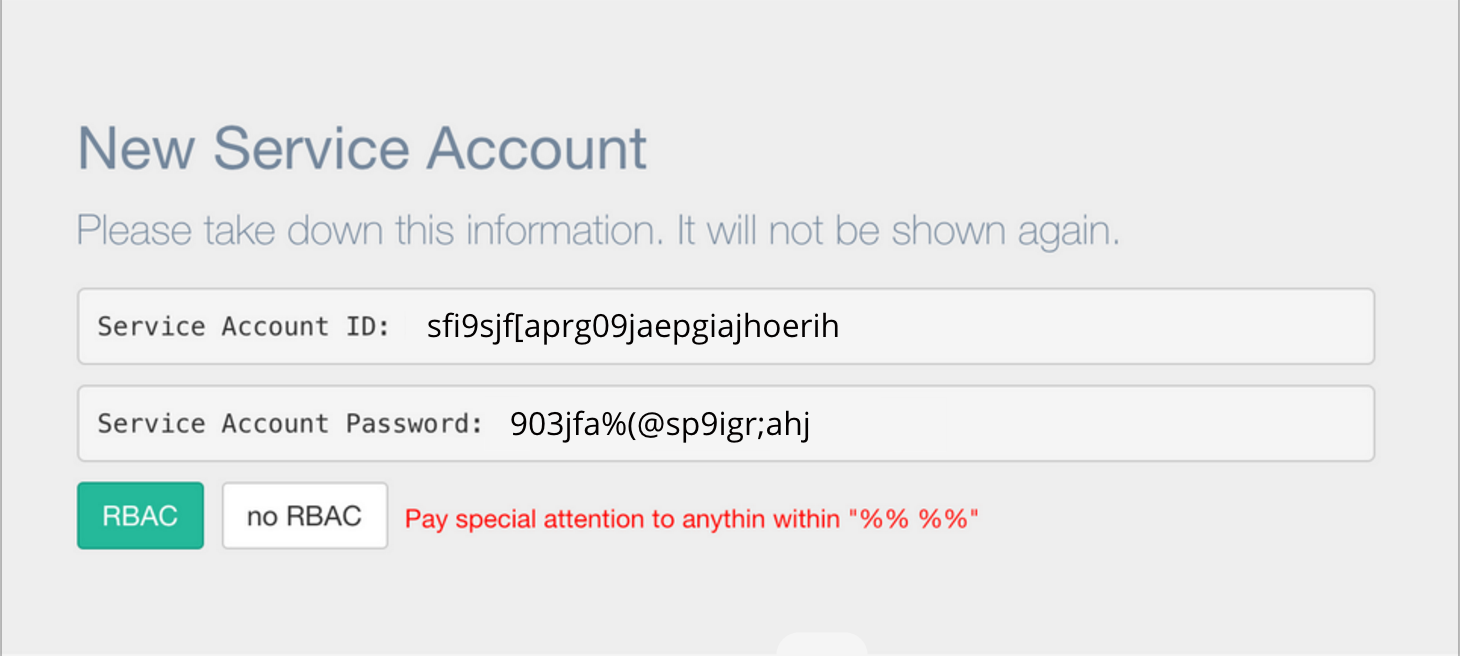 New Service Account
Please take down this information. It will not be shown again.
Service Account ID: sfi9sjf[aprg09jaepgiajhoerih
Service Account Password: 903jfa%(@sp9igr;ahj
RBAC no RBAC Pay special attention to anythin within "%% %%"